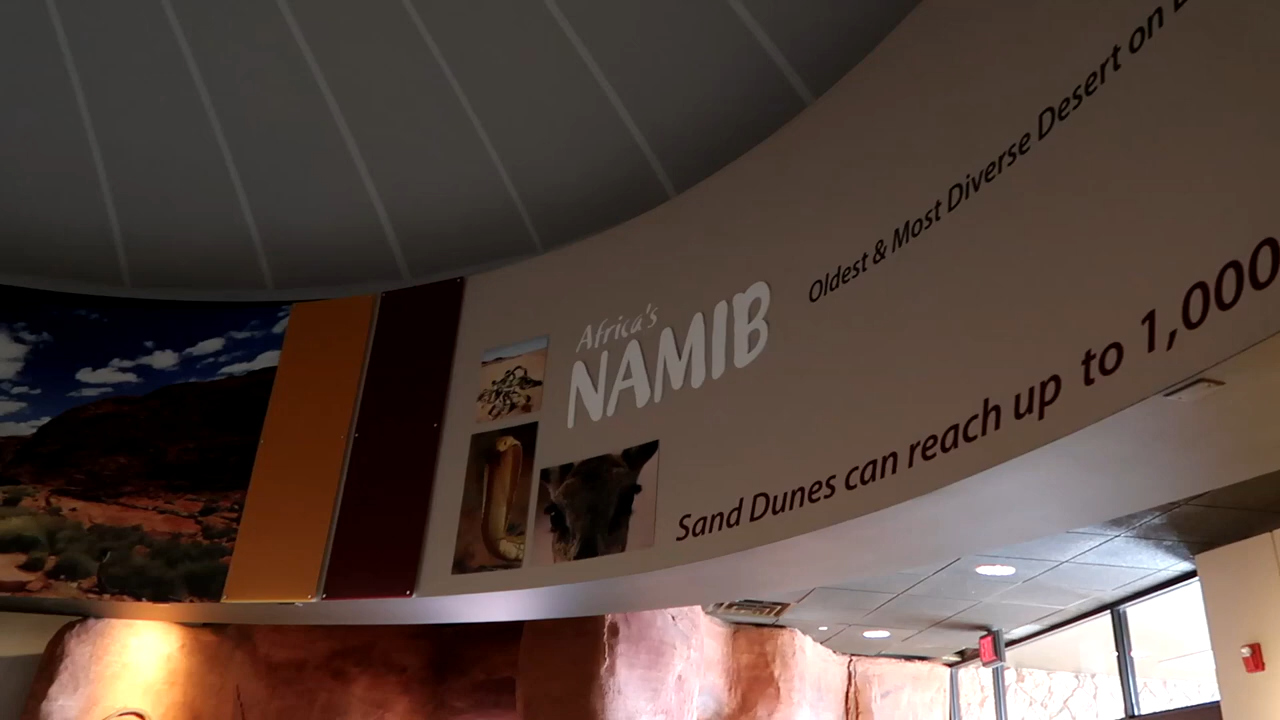 Africa's
NAMIB
Oldest & Most Diverse Desert on
Sand Dunes can reach up to 1,000